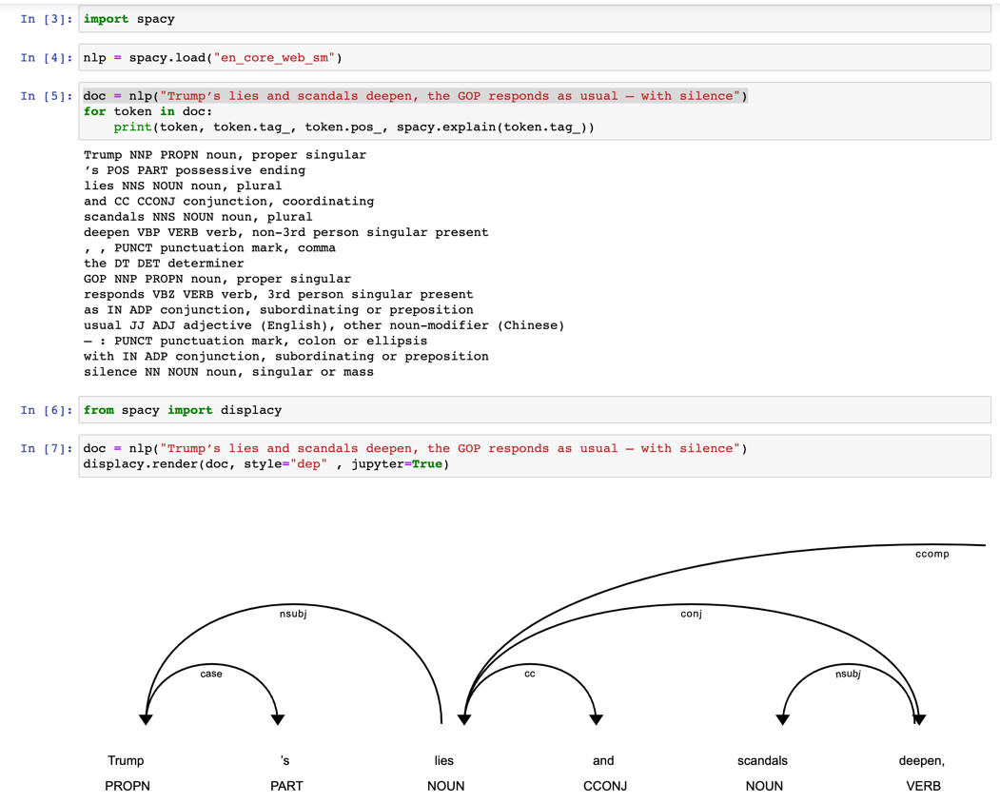 In [3]: import spacy
In [4]: nlp = spacy.load("en_core_web_sm")
In [5]: doc = nlp("Trump’s lies and scandals deepen, the GOP responds as usual — with silence")
for token in doc:
    print(token, token.tag_, token.pos_, spacy.explain(token.tag_))
Trump NNP PROPN noun, proper singular
’s POS PART possessive ending
lies NNS NOUN noun, plural
and CC CCONJ conjunction, coordinating
scandals NNS NOUN noun, plural
deepen VBP VERB verb, non-3rd person singular present
, , PUNCT punctuation mark, comma
the DT DET determiner
GOP NNP PROPN noun, proper singular
responds VBZ VERB verb, 3rd person singular present
as IN ADP conjunction, subordinating or preposition
usual JJ ADJ adjective (English), other noun-modifier (Chinese)
— : PUNCT punctuation mark, colon or ellipsis
with IN ADP conjunction, subordinating or preposition
silence NN NOUN noun, singular or mass
In [6]: from spacy import displacy
In [7]: doc = nlp("Trump’s lies and scandals deepen, the GOP responds as usual — with silence")
displacy.render(doc, style="dep" , jupyter=True)
ccomp
nsubj conj
case cc nsubj
Trump ’s lies and scandals deepen,
PROPN PART NOUN CCONJ NOUN VERB